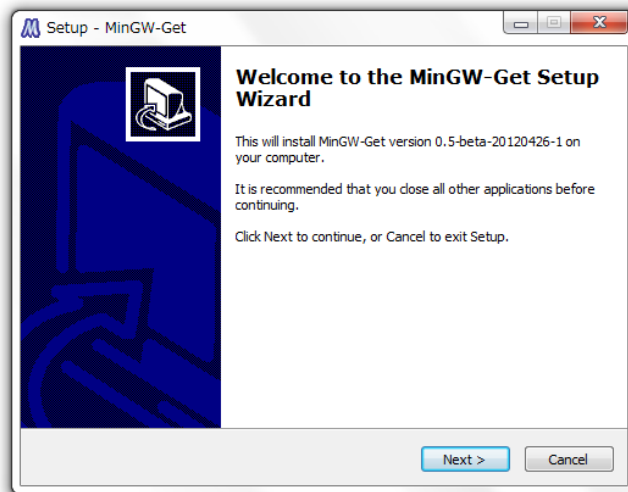 Setup - MinGW-Get
Welcome to the MinGW-Get Setup
Wizard
This will install MinGW-Get version 0.5-beta-20120426-1 on
your computer.
It is recommended that you close all other applications before
continuing.
Click Next to continue, or Cancel to exit Setup.
Next >
Cancel